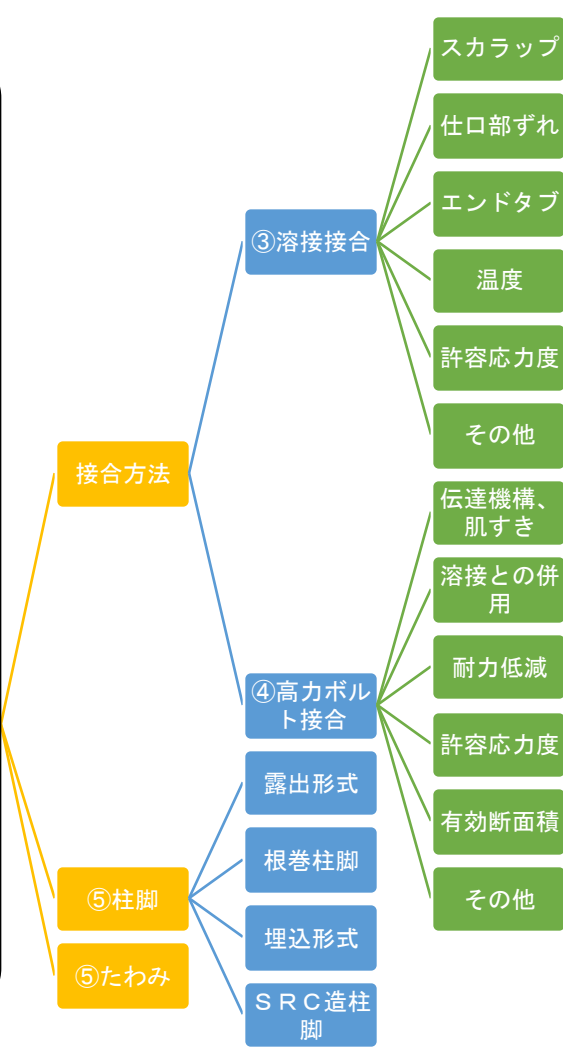 接合方法
③溶接接合
スカラップ
仕口部ずれ
エンドタブ
温度
許容応力度
その他
④高力ボル
ト接合
伝達機構、
肌すき
溶接との併
用
耐力低減
許容応力度
有効断面積
その他
⑤柱脚
露出形式
根巻柱脚
埋込形式
ＳＲＣ造柱
脚
⑤たわみ